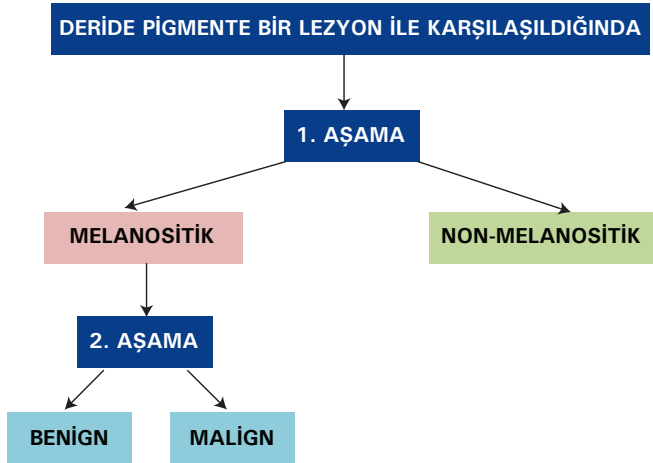 DERİDE PİGMENTE BİR LEZYON İLE KARŞILAŞILDIĞINDA
1. AŞAMA
MELANOSİTİK
NON-MELANOSİTİK
2. AŞAMA
BENİGN
MALİGN